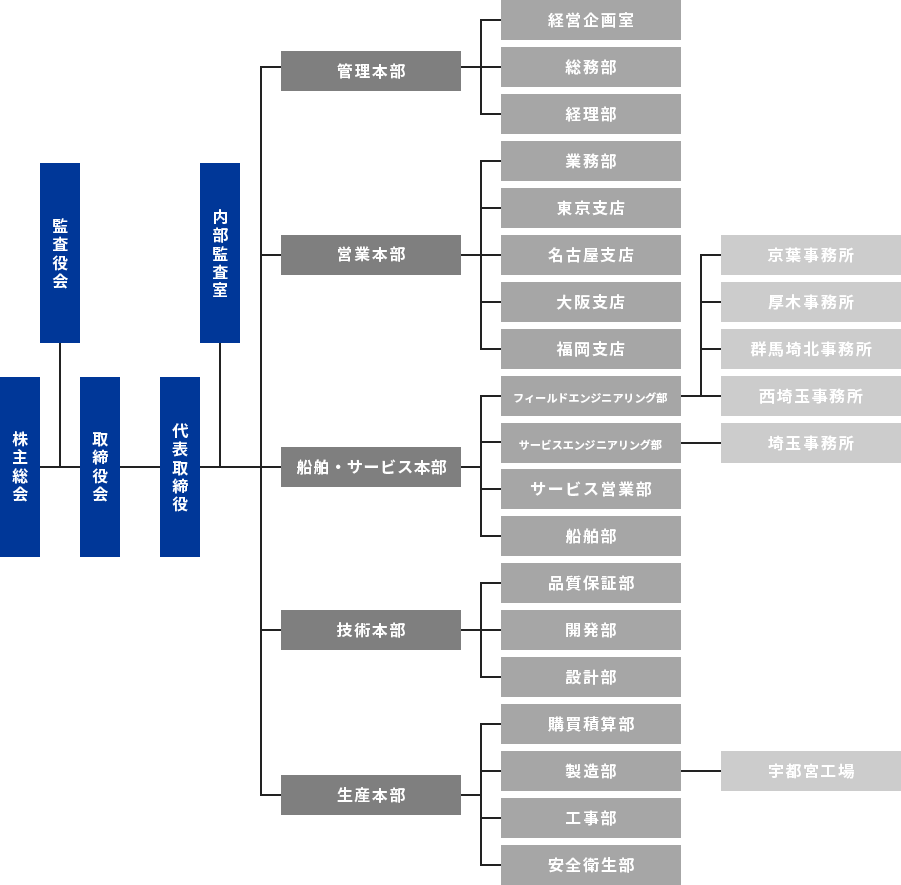 株主総会
監査役会
取締役会
代表取締役
内部監査室
管理本部
経営企画室
総務部
経理部
営業本部
業務部
東京支店
名古屋支店
大阪支店
福岡支店
船舶・サービス本部
フィールドエンジニアリング部
京葉事務所
厚木事務所
群馬埼北事務所
西埼玉事務所
サービスエンジニアリング部
埼玉事務所
サービス営業部
船舶部
技術本部
品質保証部
開発部
設計部
生産本部
購買積算部
製造部
宇都宮工場
工事部
安全衛生部